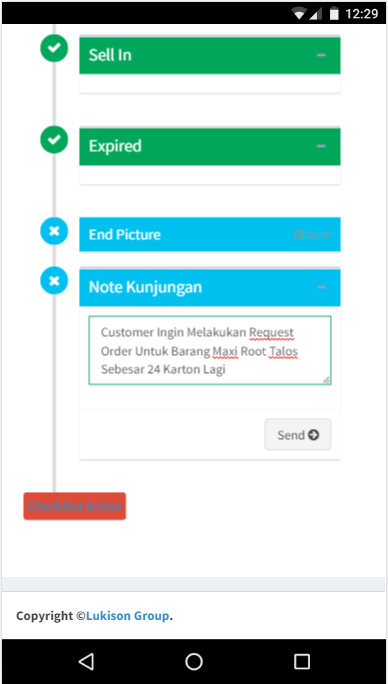 12:29
Sell In
Expired
End Picture
Note Kunjungan
Customer Ingin Melakukan Request
Order Untuk Barang Maxi Root Talos
Sebesar 24 Karton Lagi
Send
CheckOut Action
Copyright ©Lukison Group.